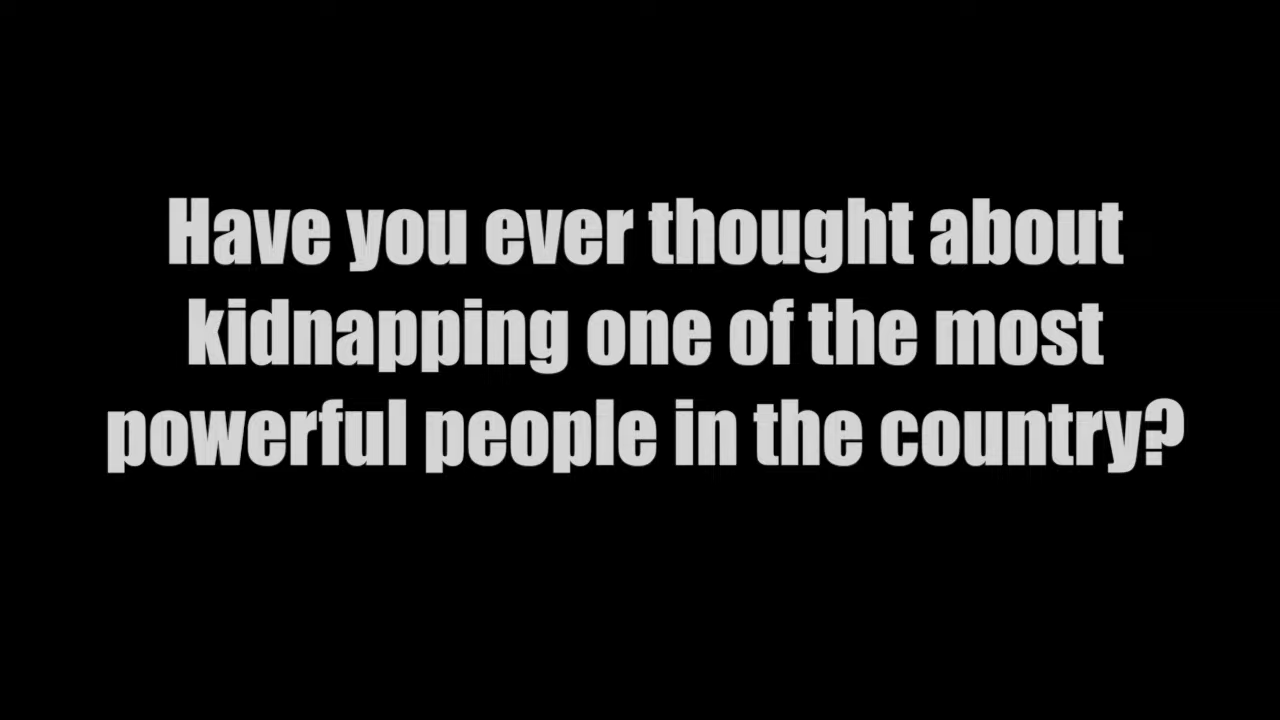 Have you ever thought about
kidnapping one of the most
powerful people in the country?